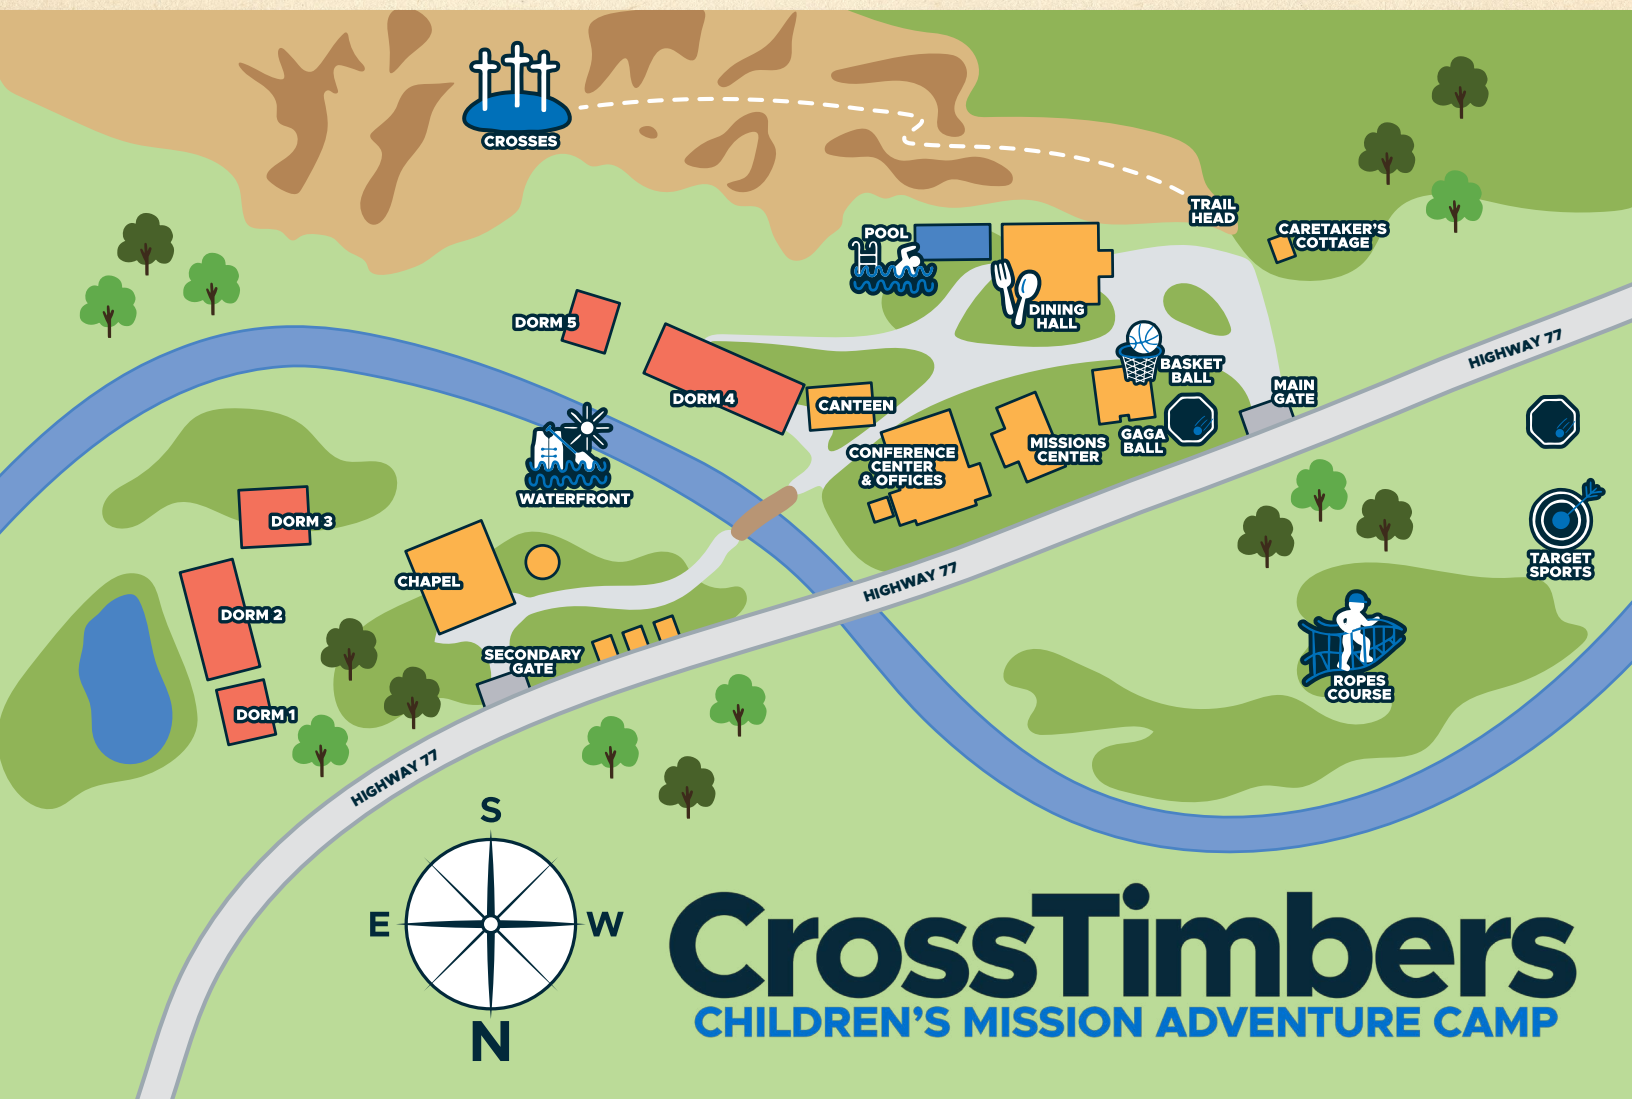 CROSSES
TRAIL
HEAD
CARETAKER'S
COTTAGE
POOL
DINING
HALL
DORM 5
DORM 4
CANTEEN
BASKET
BALL
MAIN
GATE
HIGHWAY 77
GAGA
BALL
MISSIONS
CENTER
CONFERENCE
CENTER
& OFFICES
WATERFRONT
DORM 3
CHAPEL
DORM 2
DORM 1
SECONDARY
GATE
HIGHWAY 77
TARGET
SPORTS
ROPES
COURSE
HIGHWAY 77
S
E
W
N
CrossTimbers
CHILDREN'S MISSION ADVENTURE CAMP